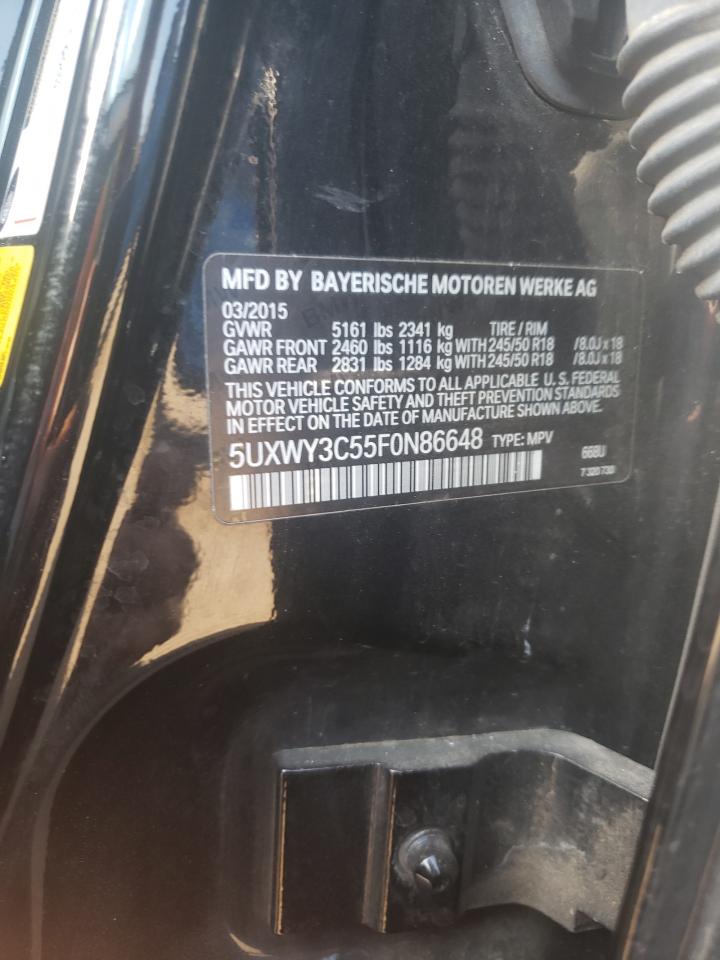 MFD BY BAYERISCHE MOTOREN WERKE AG
03/2015
GVWR 5161 lbs 2341 kg TIRE / RIM
GAWR FRONT 2460 lbs 1116 kg WITH 245/50 R18 /8.0J x 18
GAWR REAR 2831 lbs 1284 kg WITH 245/50 R18 /8.0J x 18
THIS VEHICLE CONFORMS TO ALL APPLICABLE U.S. FEDERAL
MOTOR VEHICLE SAFETY AND THEFT PREVENTION STANDARDS
IN EFFECT ON THE DATE OF MANUFACTURE SHOWN ABOVE.
5UXWY3C55F0N86648 TYPE: MPV 668U
7320730